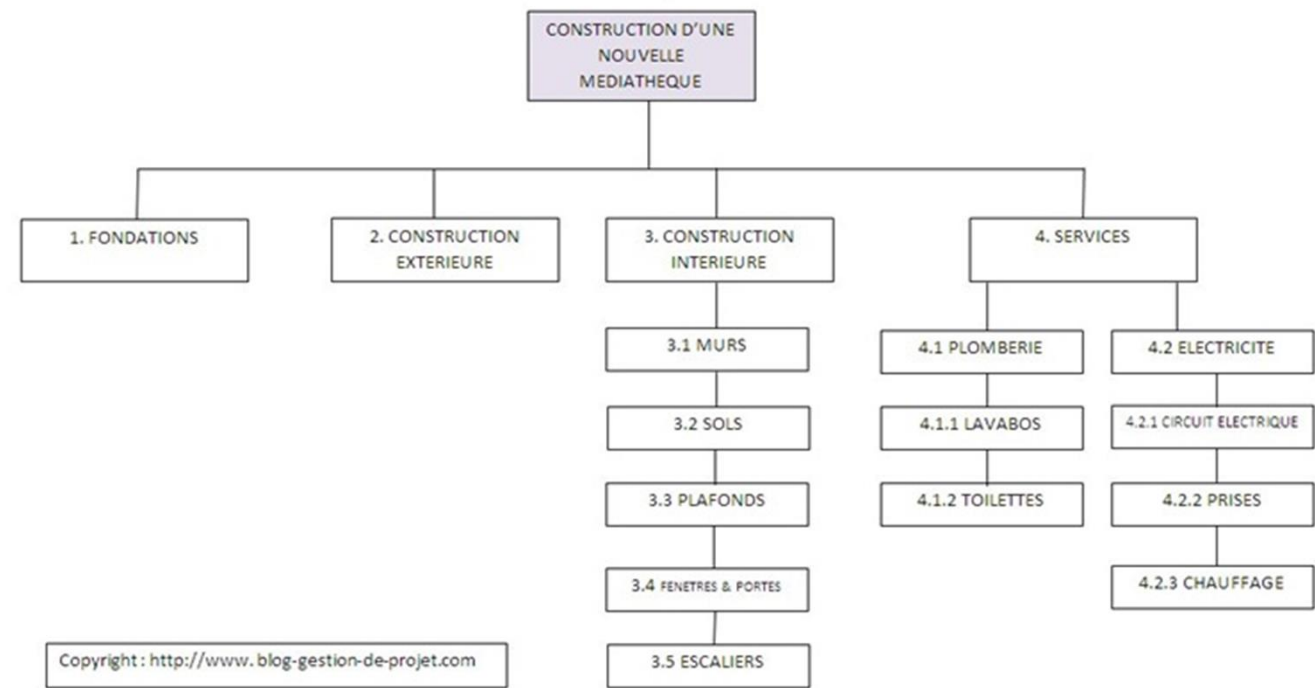 CONSTRUCTION D'UNE
NOUVELLE
MEDIATHEQUE
1. FONDATIONS
2. CONSTRUCTION
EXTERIEURE
3. CONSTRUCTION
INTERIEURE
4. SERVICES
3.1 MURS
4.1 PLOMBERIE
4.2 ELECTRICITE
3.2 SOLS
4.1.1 LAVABOS
4.2.1 CIRCUIT ELECTRIQUE
3.3 PLAFONDS
4.1.2 TOILETTES
4.2.2 PRISES
3.4 FENETRES & PORTES
4.2.3 CHAUFFAGE
3.5 ESCALIERS
Copyright : http://www. blog-gestion-de-projet.com